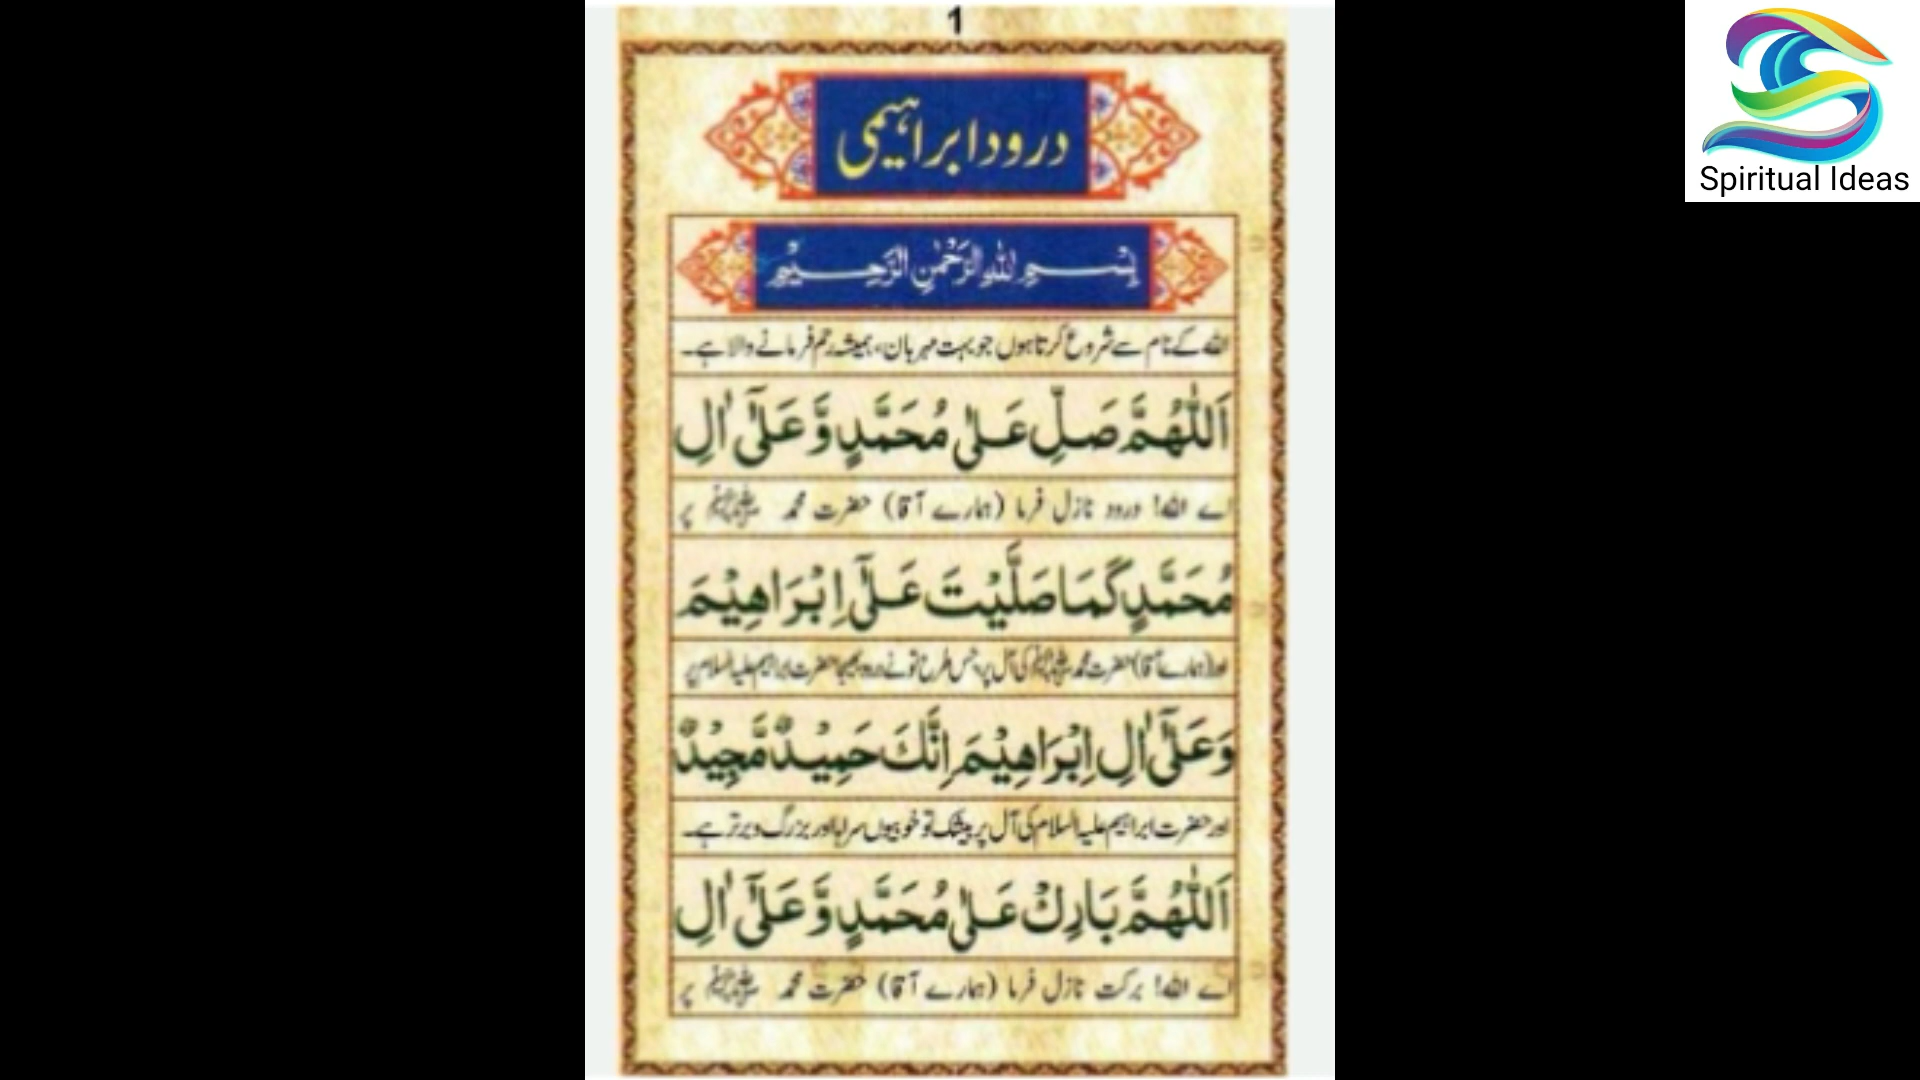 1
Spiritual Ideas
درود ابراہیمی
بِسْمِ اللّٰهِ الرَّحْمٰنِ الرَّحِيْمِ
اللہ کے نام سے شروع کرتا ہوں جو بہت مہربان، ہمیشہ رحم فرمانے والا ہے۔
اَللّٰهُمَّ صَلِّ عَلٰى مُحَمَّدٍ وَّعَلٰٓى اٰلِ
اے اللہ! درود نازل فرما (ہمارے آقا) حضرت محمد ﷺ پر
مُحَمَّدٍ كَمَا صَلَّيْتَ عَلٰٓى اِبْرَاهِيْمَ
اور (ہمارے آقا) حضرت محمد ﷺ کی آل پر، جس طرح تو نے درود بھیجا حضرت ابراہیم علیہ السلام پر
وَعَلٰٓى اٰلِ اِبْرَاهِيْمَ اِنَّكَ حَمِيْدٌ مَّجِيْدٌ
اور حضرت ابراہیم علیہ السلام کی آل پر بیشک تو خوبیوں سراہا اور بزرگ و برتر ہے۔
اَللّٰهُمَّ بَارِكْ عَلٰى مُحَمَّدٍ وَّعَلٰٓى اٰلِ
اے اللہ! برکت نازل فرما (ہمارے آقا) حضرت محمد ﷺ پر